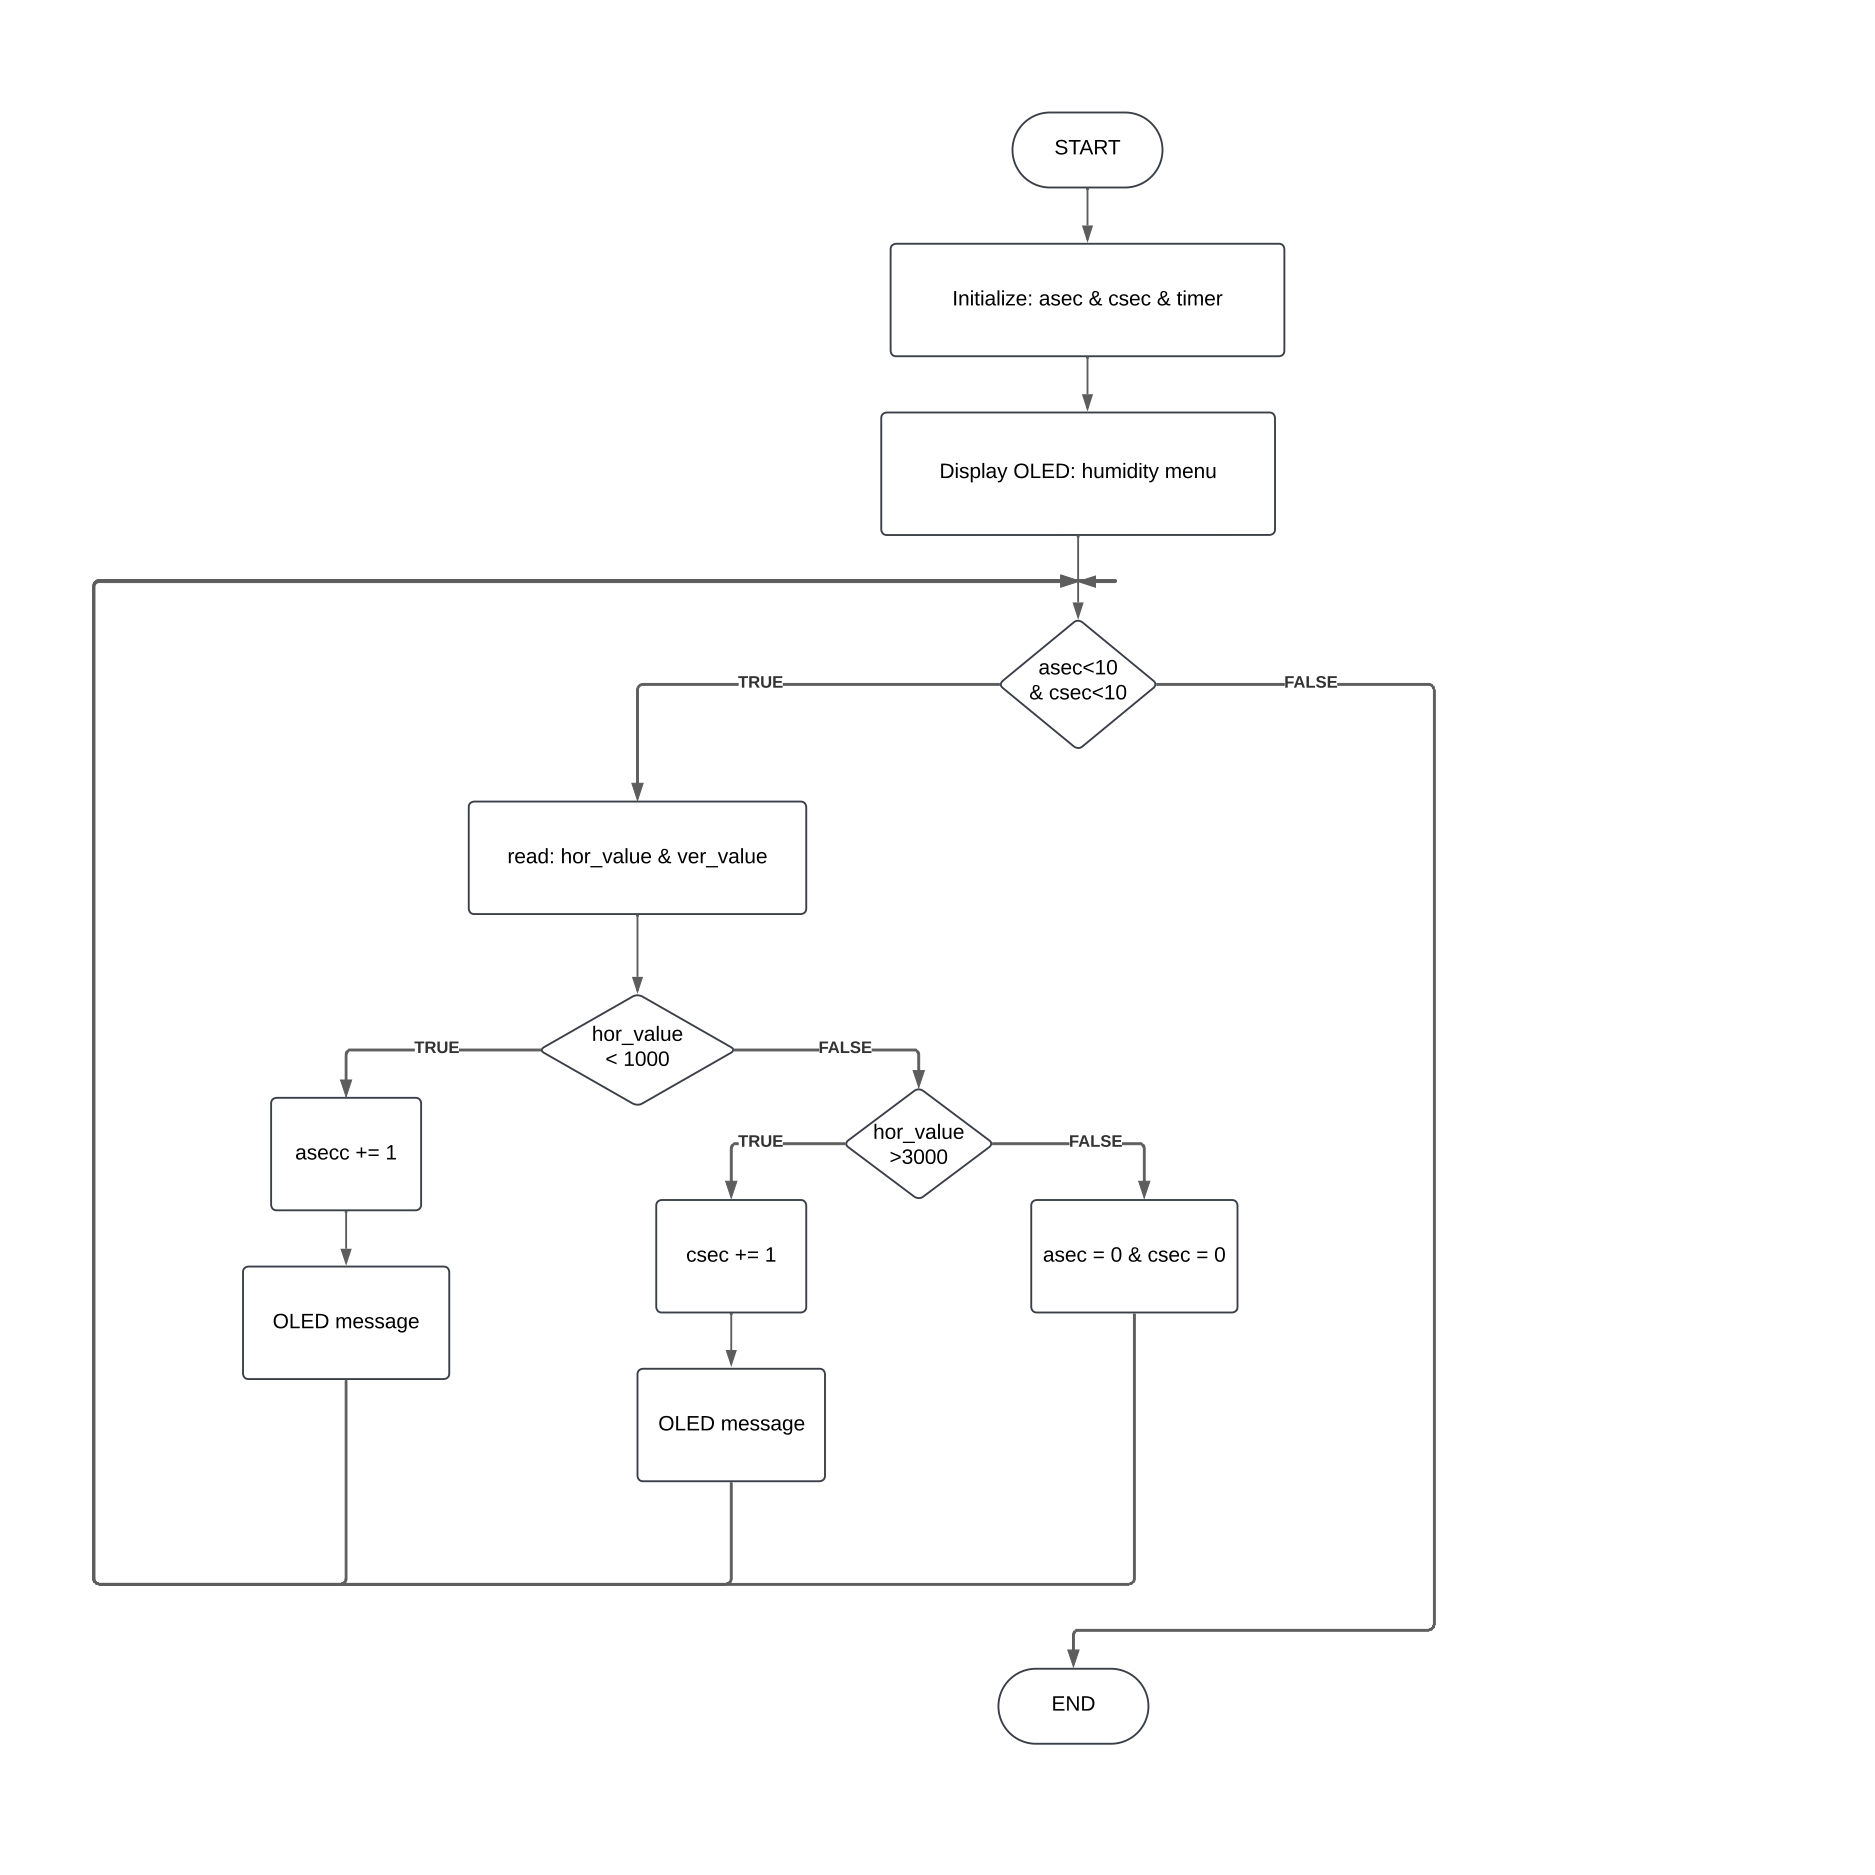 START
Initialize: asec & csec & timer
Display OLED: humidity menu
asec<10
& csec<10
TRUE
FALSE
read: hor_value & ver_value
hor_value
< 1000
TRUE
FALSE
asecc += 1
hor_value
>3000
TRUE
FALSE
csec += 1
asec = 0 & csec = 0
OLED message
OLED message
END